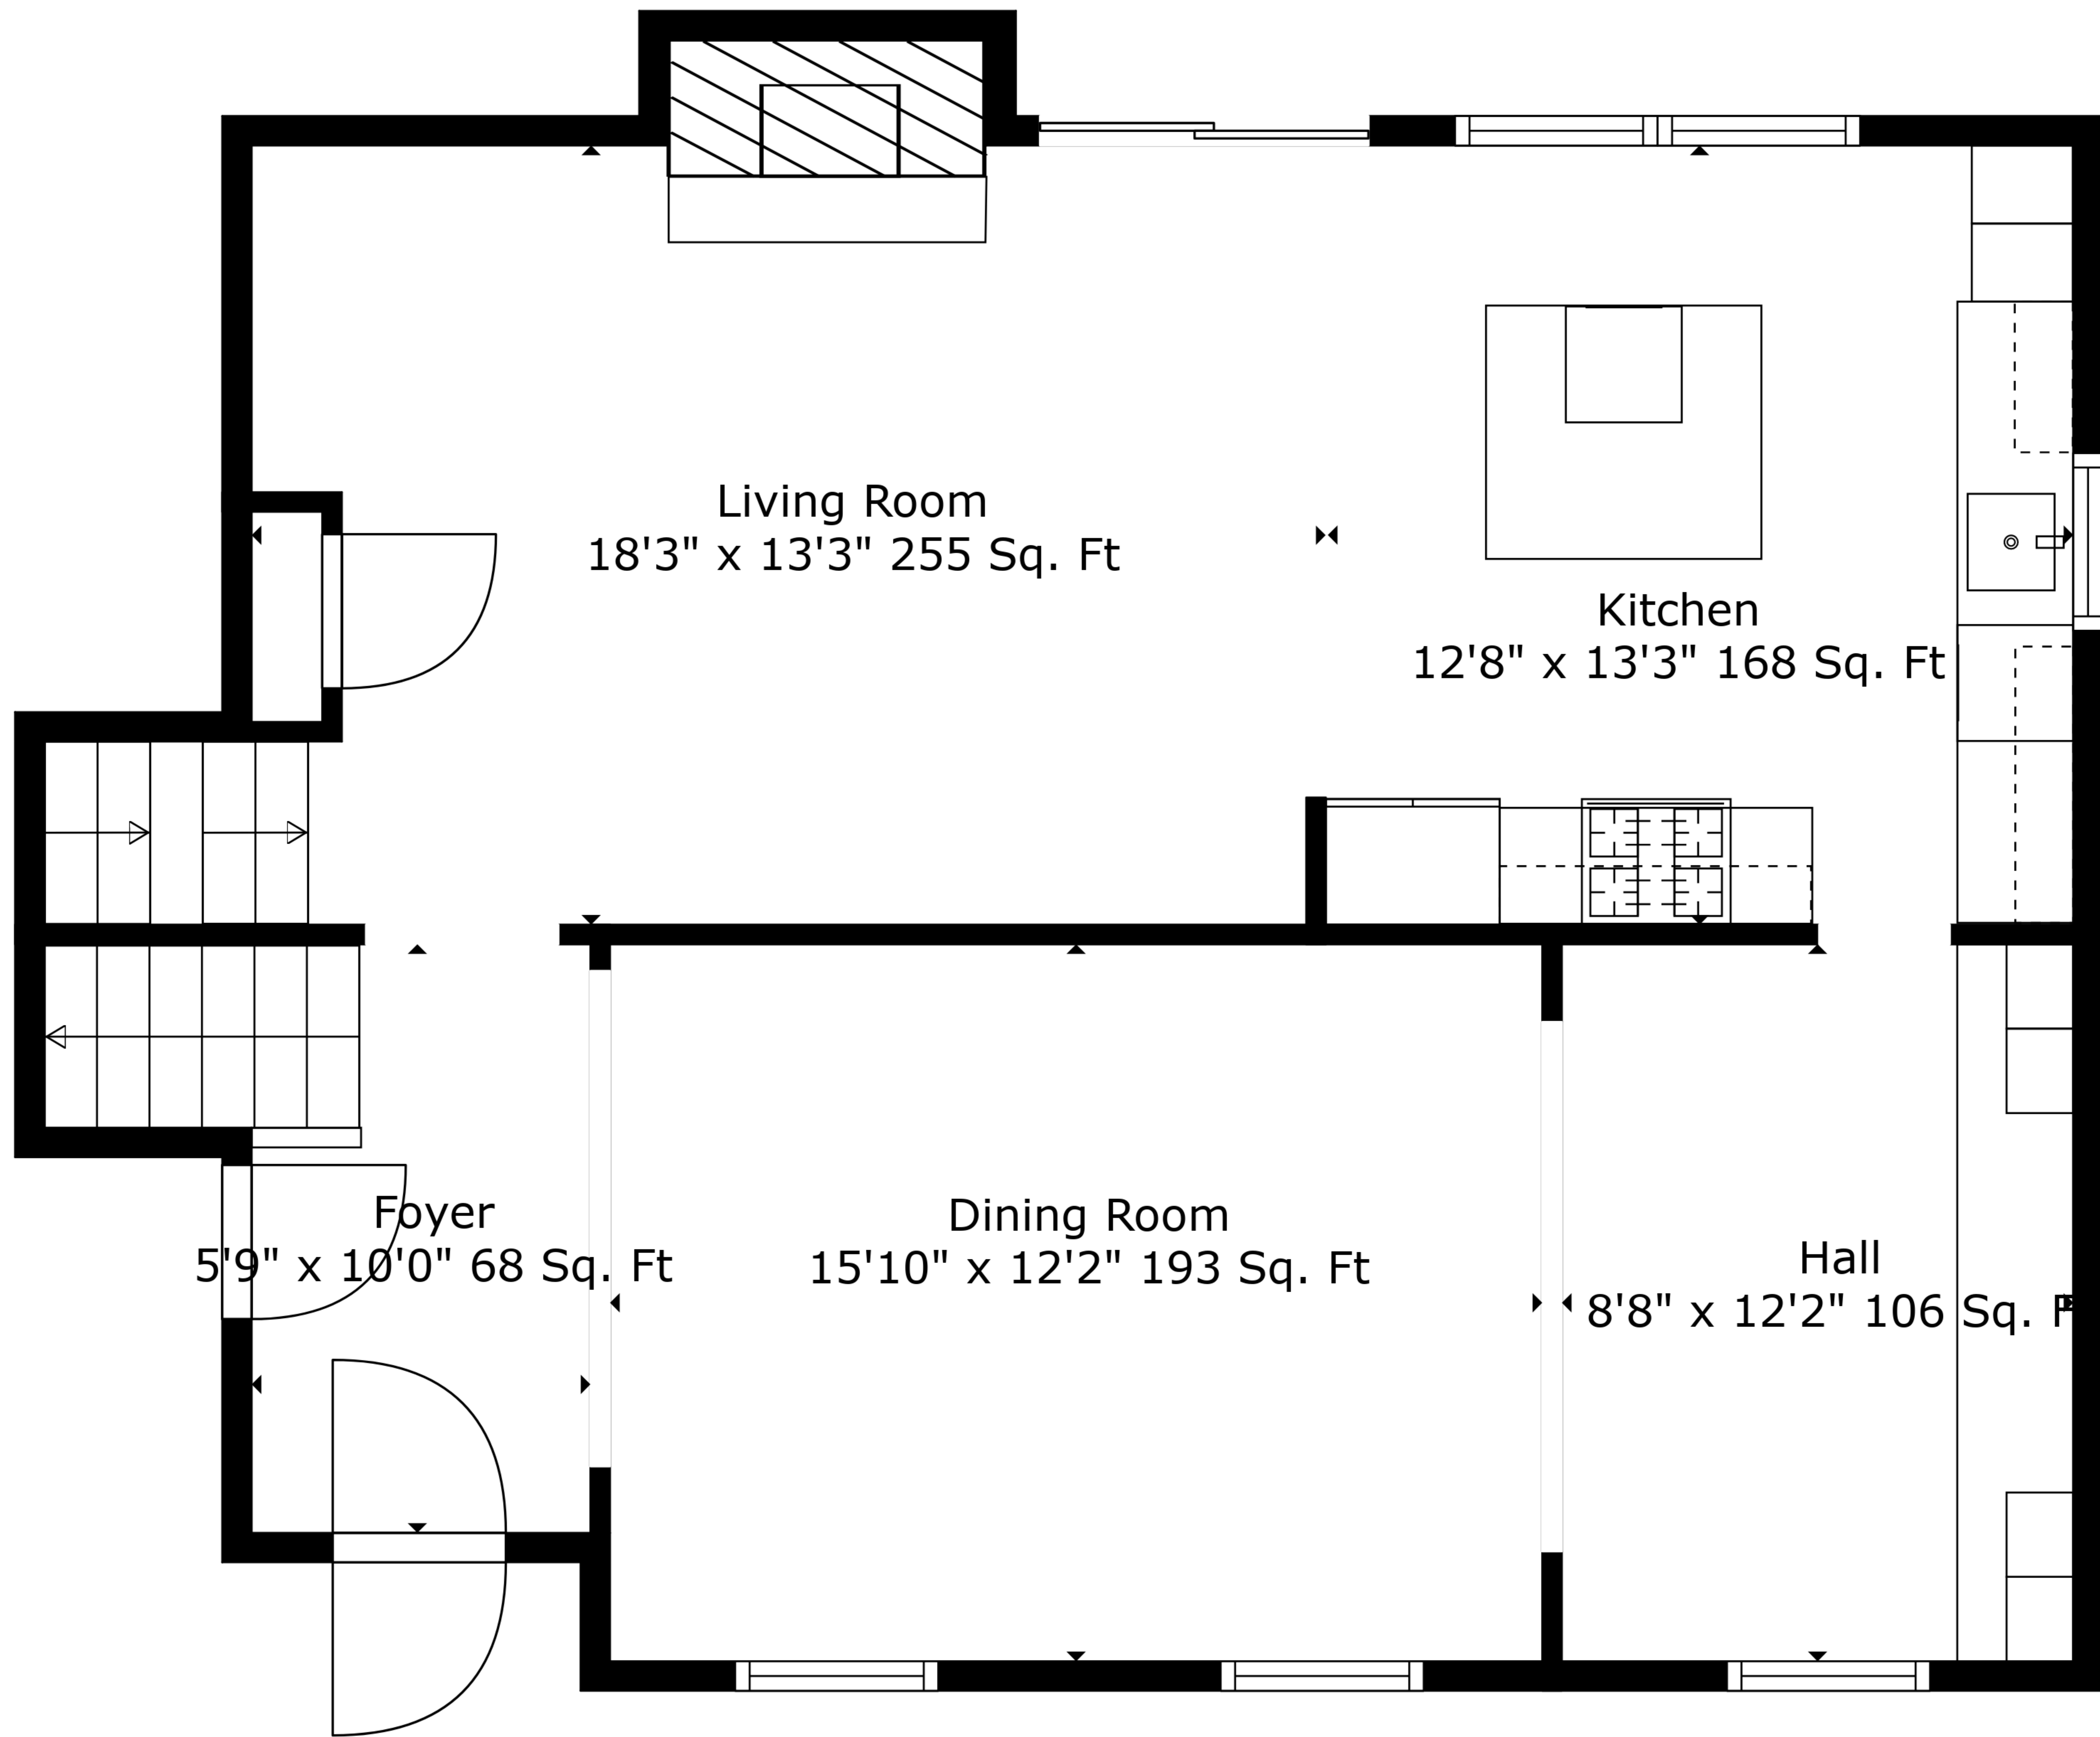 Living Room
18'3" x 13'3" 255 Sq. Ft
Kitchen
12'8" x 13'3" 168 Sq. Ft
Foyer
5'9" x 10'0" 68 Sq. Ft
Dining Room
15'10" x 12'2" 193 Sq. Ft
Hall
8'8" x 12'2" 106 Sq. F